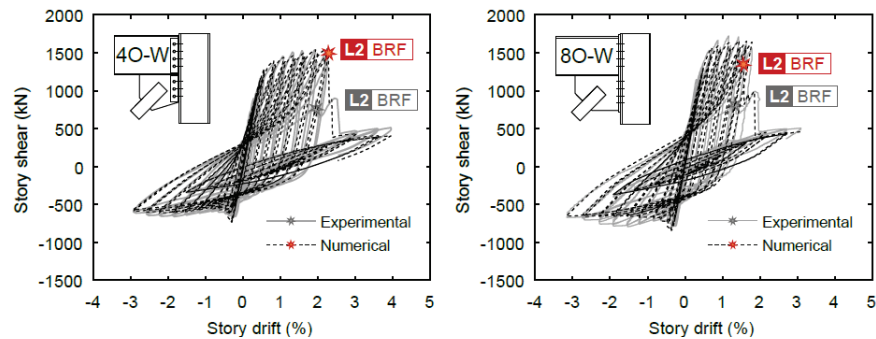 2000
1500
1000
500
0
-500
-1000
-1500
-4 -3 -2 -1 0 1 2 3 4 5
Story shear (kN)
Story drift (%)
4O-W
L2 BRF
L2 BRF
Experimental
Numerical
2000
1500
1000
500
0
-500
-1000
-1500
-4 -3 -2 -1 0 1 2 3 4 5
Story shear (kN)
Story drift (%)
8O-W
L2 BRF
L2 BRF
Experimental
Numerical